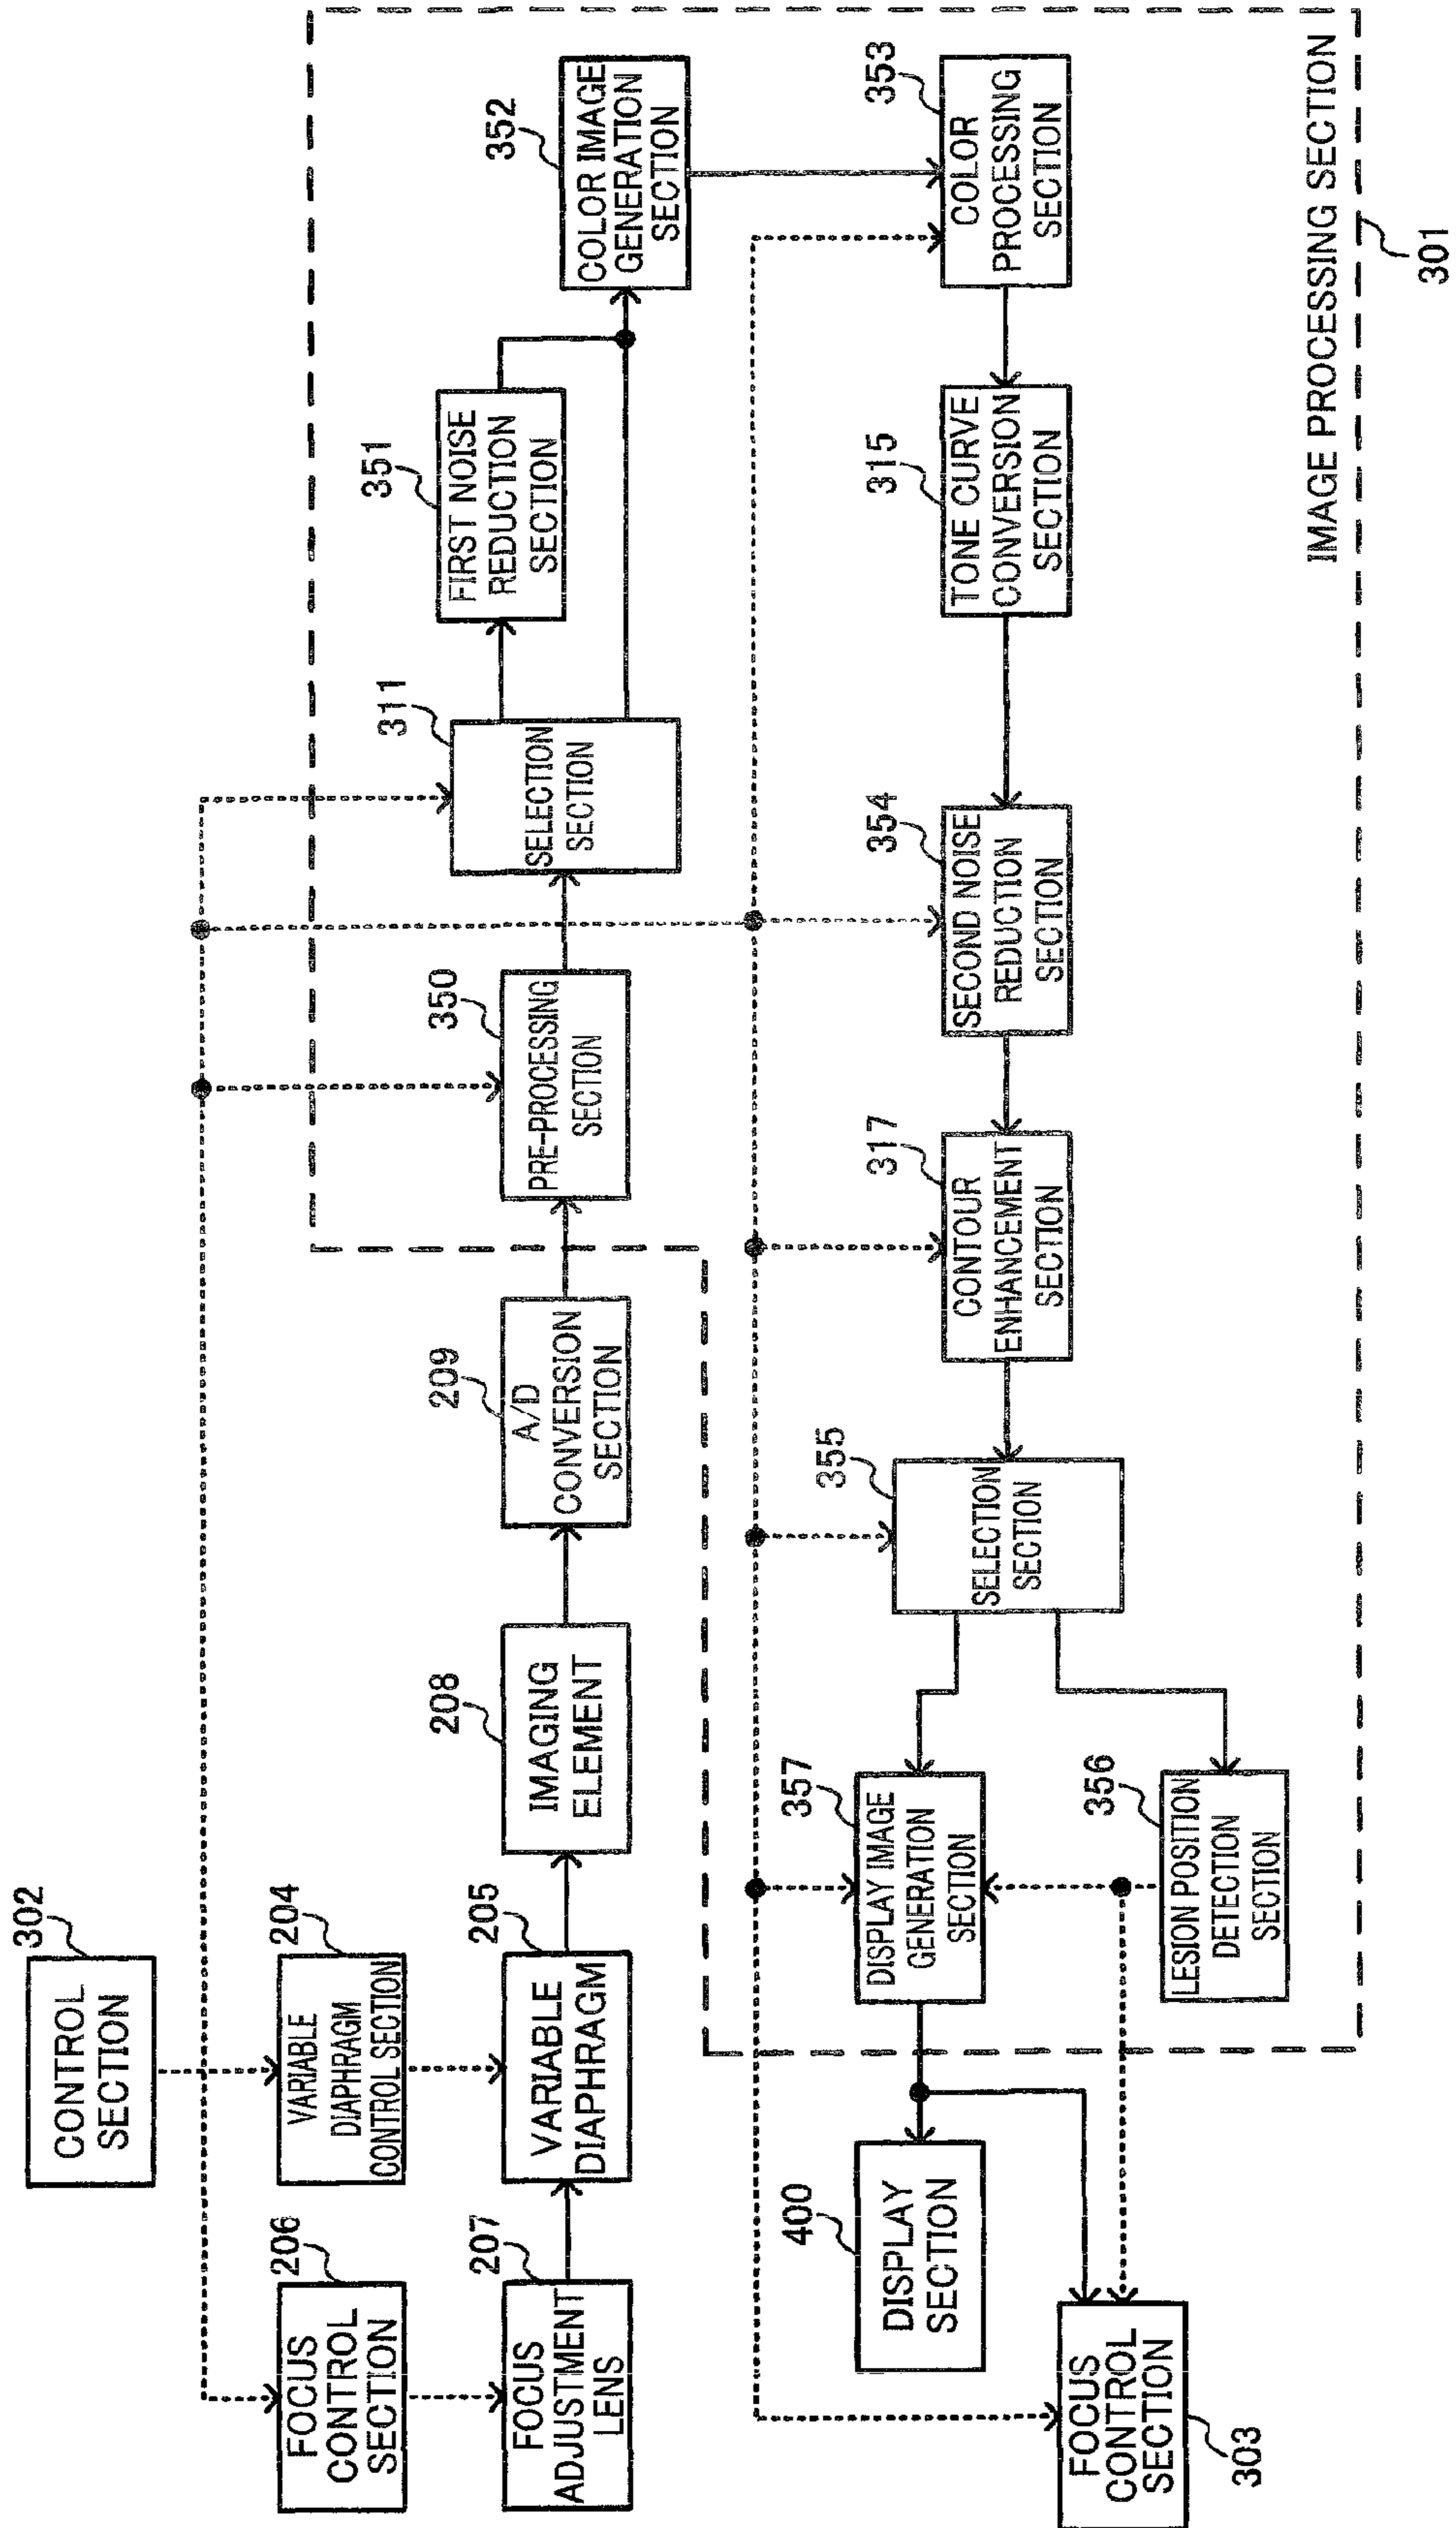 302
CONTROL
SECTION
206
FOCUS
CONTROL
SECTION
204
VARIABLE
DIAPHRAGM
CONTROL SECTION
207
FOCUS
ADJUSTMENT
LENS
205
VARIABLE
DIAPHRAGM
208
IMAGING
ELEMENT
209
A/D
CONVERSION
SECTION
350
PRE-PROCESSING
SECTION
311
SELECTION
SECTION
351
FIRST NOISE
REDUCTION
SECTION
352
COLOR IMAGE
GENERATION
SECTION
353
COLOR
PROCESSING
SECTION
315
TONE CURVE
CONVERSION
SECTION
354
SECOND NOISE
REDUCTION
SECTION
317
CONTOUR
ENHANCEMENT
SECTION
355
SELECTION
SECTION
357
DISPLAY IMAGE
GENERATION
SECTION
356
LESION POSITION
DETECTION
SECTION
400
DISPLAY
SECTION
FOCUS
CONTROL
SECTION
303
IMAGE PROCESSING SECTION
301